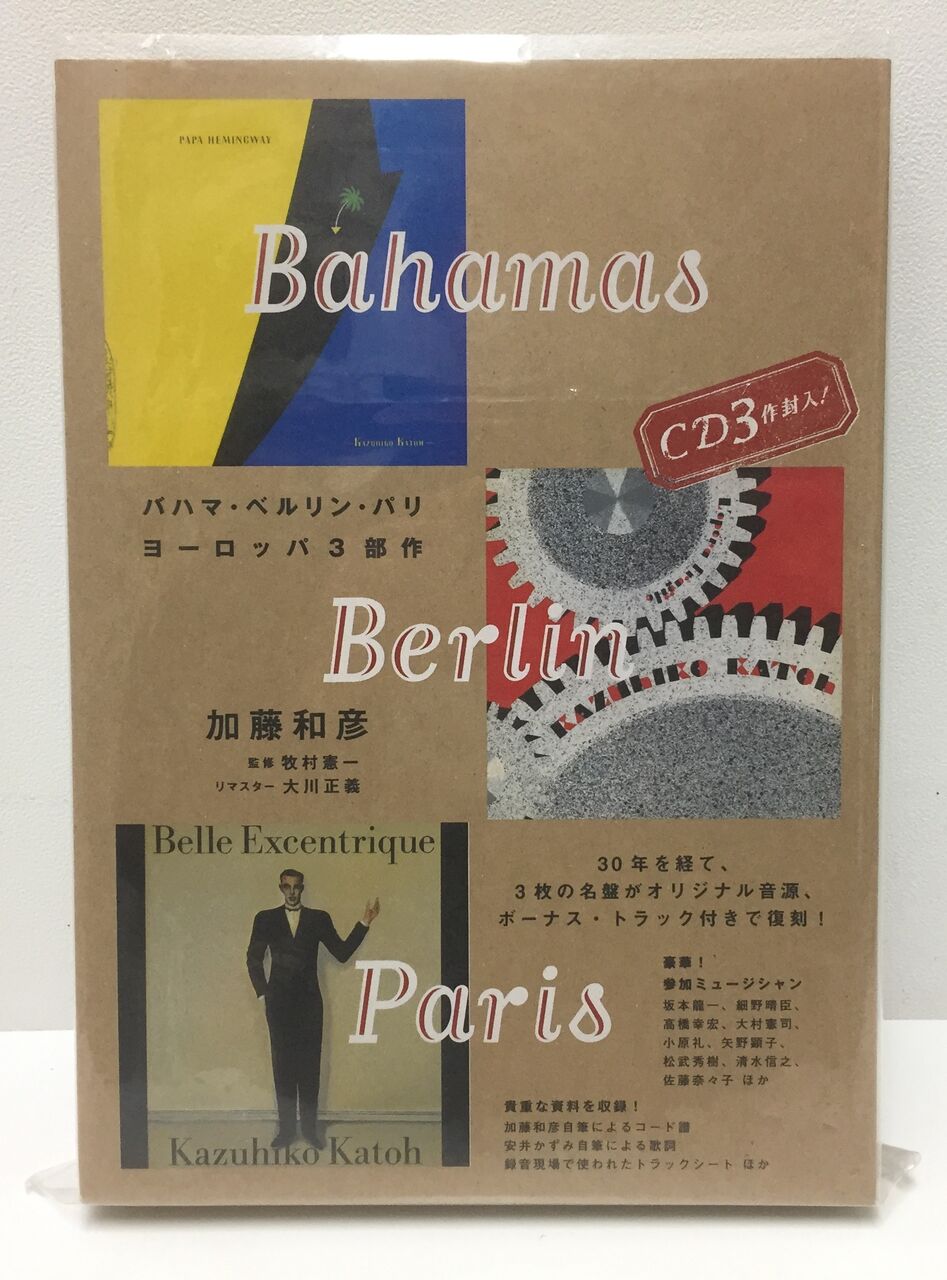 PAPA HEMINGWAY
Bahamas
KAZUHIKO KATOH
CD3作封入!
バハマ・ベルリン・パリ
ヨーロッパ3部作
L'opera Fragile
Berlin
KAZUHIKO KATOH
加藤和彦
監修 牧村憲一
リマスター 大川正義
Belle Excentrique
30年を経て、
3枚の名盤がオリジナル音源、
ボーナス・トラック付きで復刻!
Paris
豪華!
参加ミュージシャン
坂本龍一、細野晴臣、
高橋幸宏、大村憲司、
小原礼、矢野顕子、
松武秀樹、清水信之、
佐藤奈々子 ほか
Kazuhiko Katoh
貴重な資料を収録!
加藤和彦自筆によるコード譜
安井かずみ自筆による歌詞
録音現場で使われたトラックシート ほか